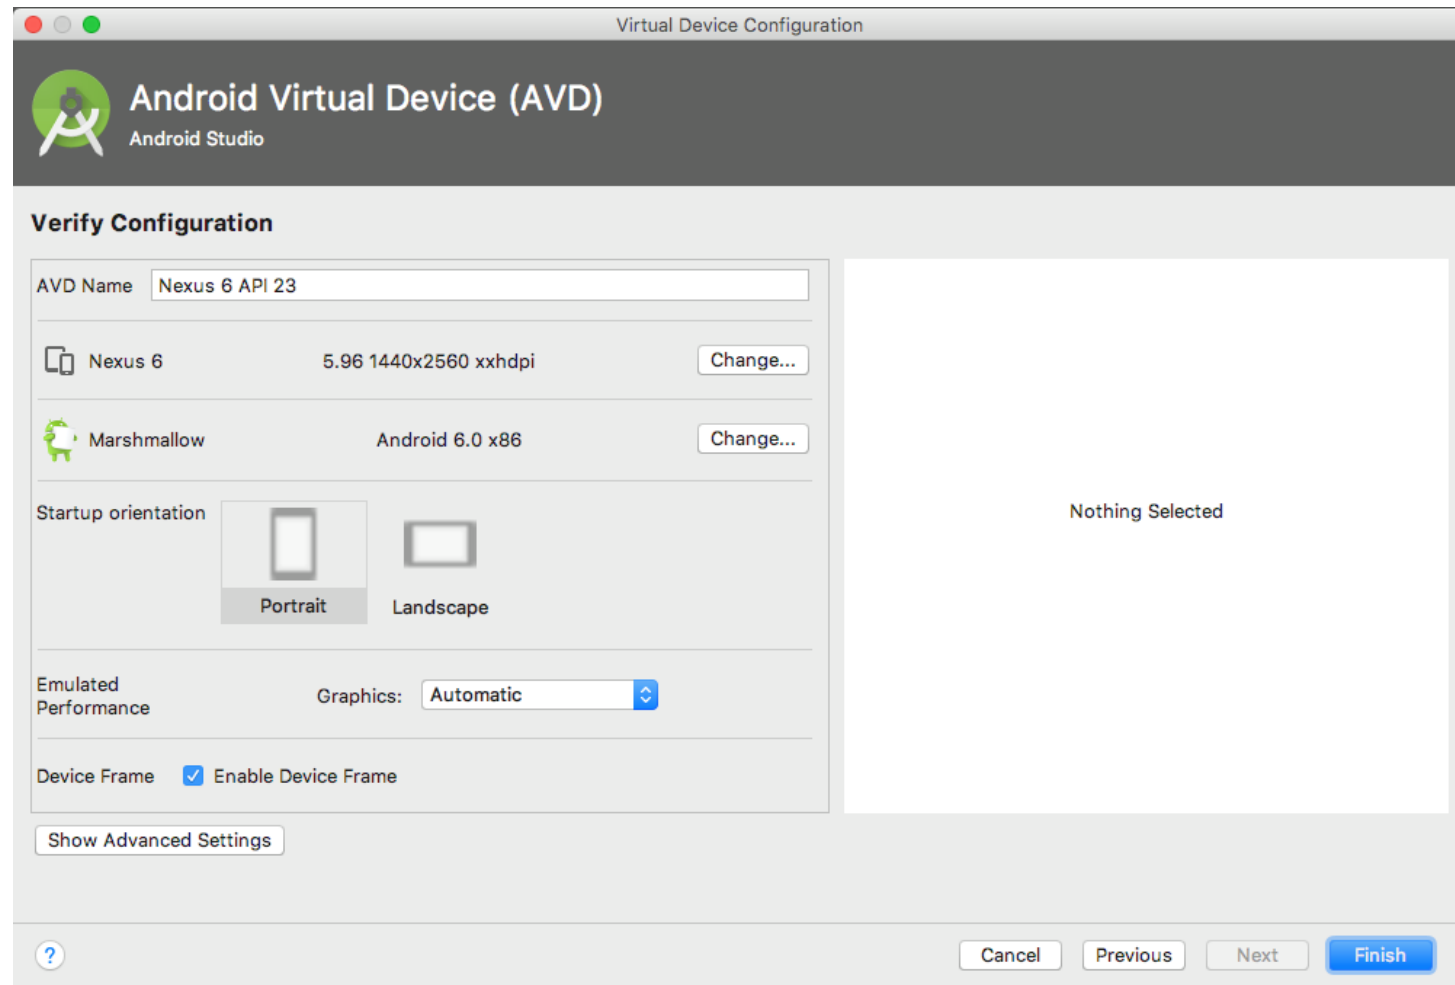 Virtual Device Configuration
Android Virtual Device (AVD)
Android Studio
Verify Configuration
AVD Name Nexus 6 API 23
Nexus 6 5.96 1440x2560 xxhdpi Change...
Marshmallow Android 6.0 x86 Change...
Nothing Selected
Startup orientation
Portrait Landscape
Emulated
Performance
Graphics: Automatic
Device Frame Enable Device Frame
Show Advanced Settings
? Cancel Previous Next Finish